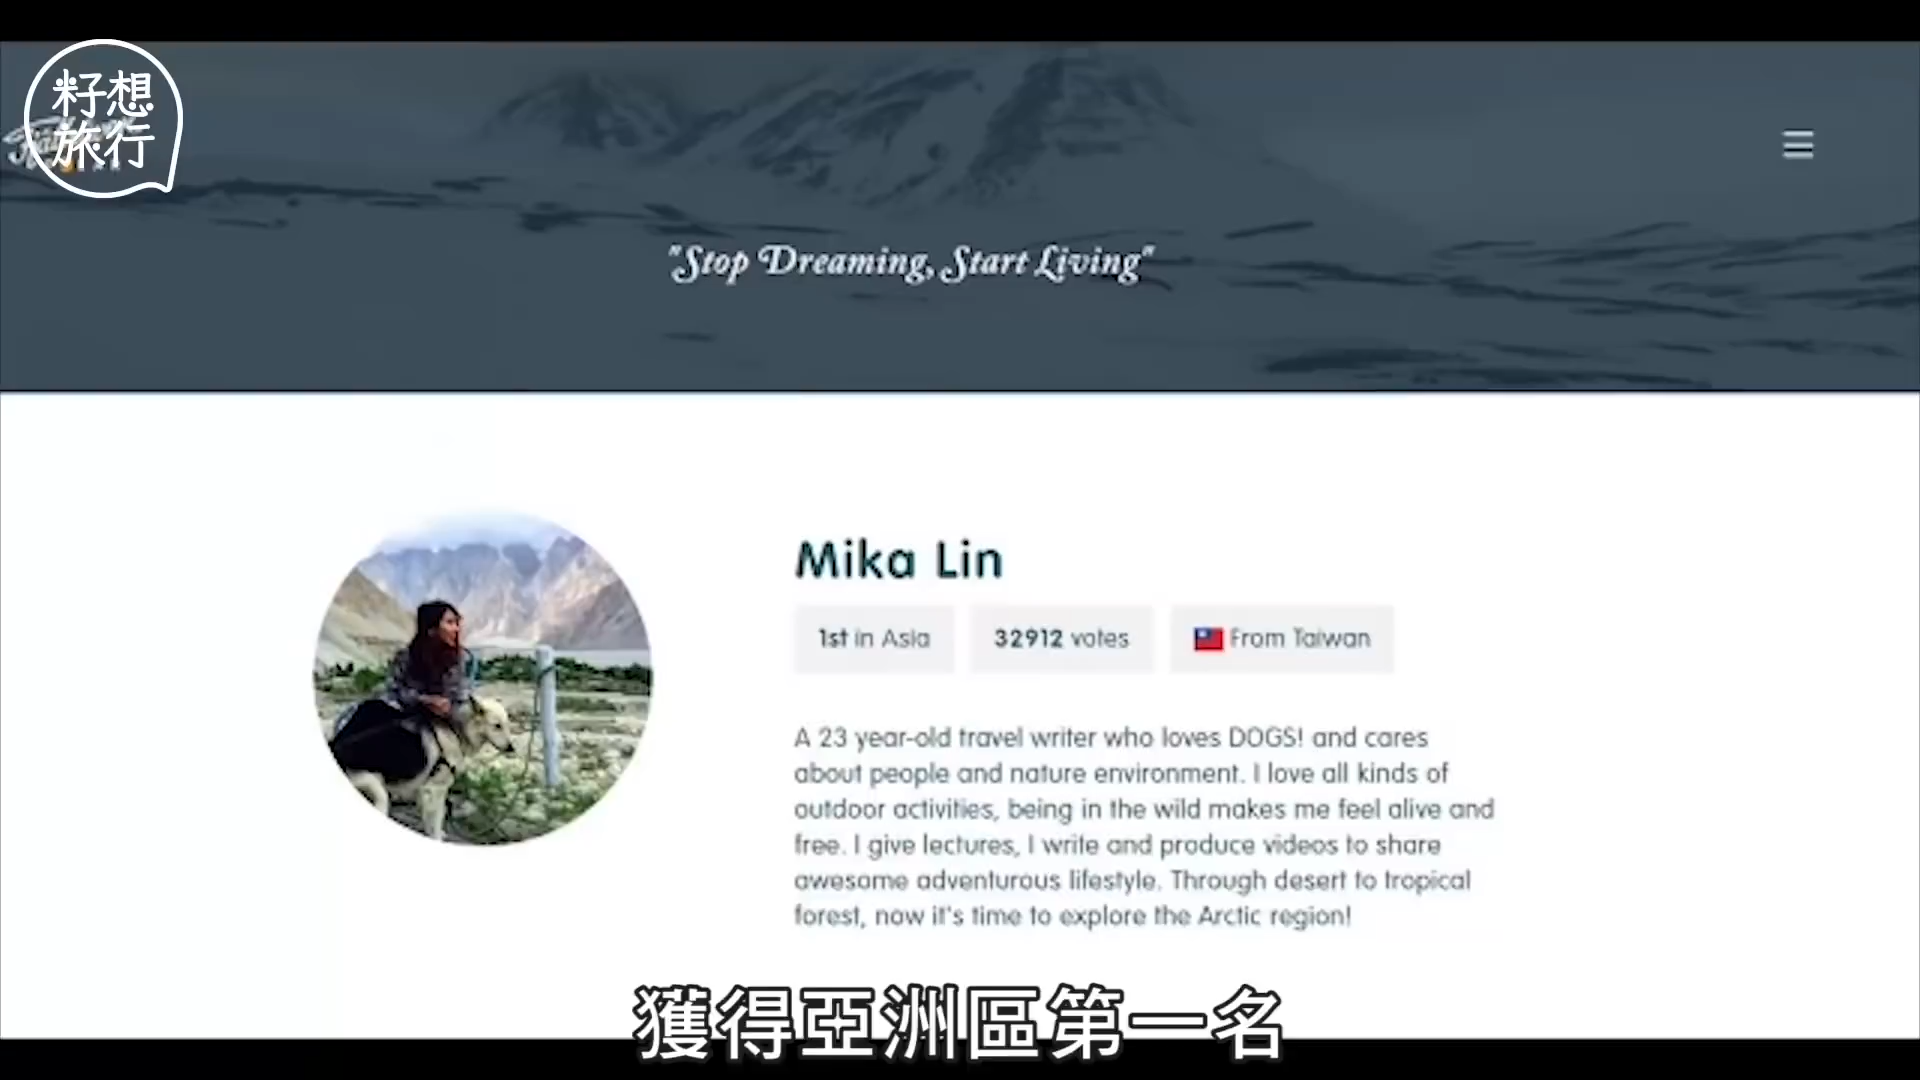 籽想
旅行
"Stop Dreaming, Start Living"
Mika Lin
1st in Asia
32912 votes
From Taiwan
A 23 year-old travel writer who loves DOGS! and cares
about people and nature environment. I love all kinds of
outdoor activities, being in the wild makes me feel alive and
free. I give lectures, I write and produce videos to share
awesome adventurous lifestyle. Through desert to tropical
forest, now it's time to explore the Arctic region!
獲得亞洲區第一名